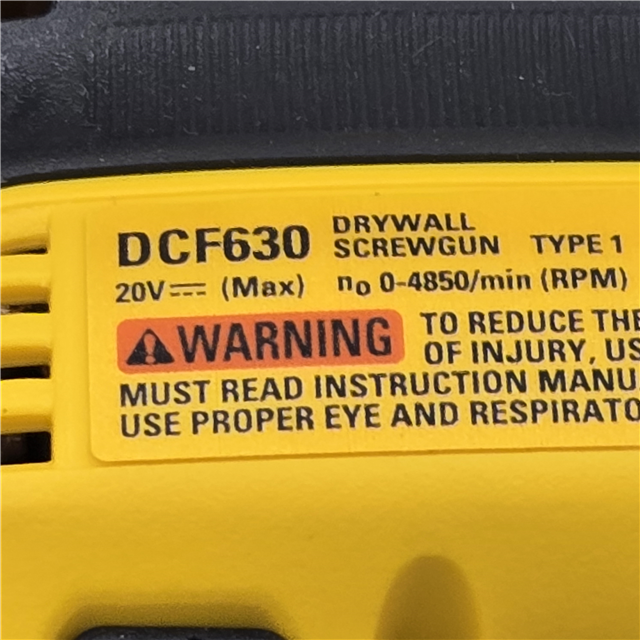 DCF630 DRYWALL SCREWGUN TYPE 1
20V⎓ (Max) n₀ 0-4850/min (RPM)
⚠WARNING TO REDUCE THE
OF INJURY, US
MUST READ INSTRUCTION MANU
USE PROPER EYE AND RESPIRATO